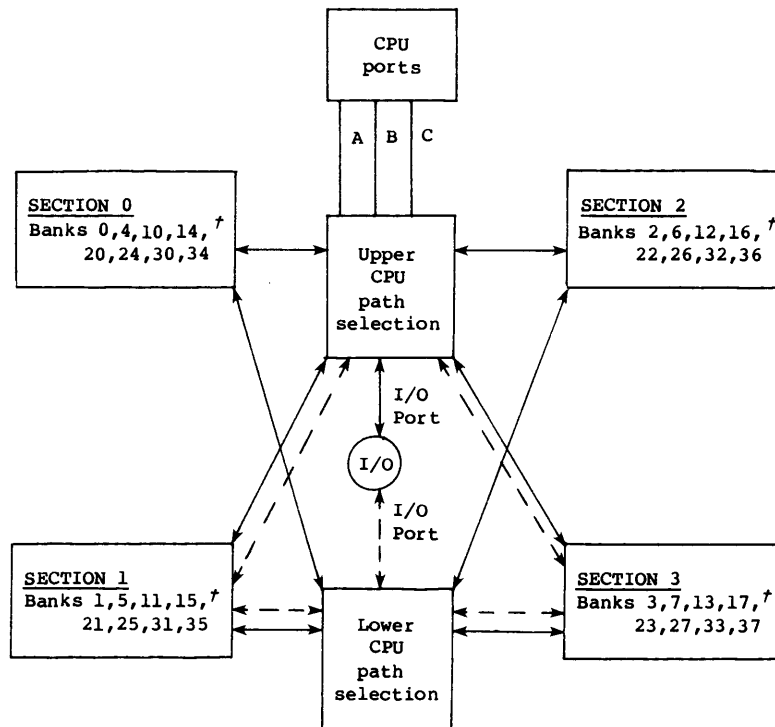 CPU
ports
A B C
SECTION 0
Banks 0,4,10,14,†
20,24,30,34
SECTION 2
Banks 2,6,12,16,†
22,26,32,36
Upper
CPU
path
selection
I/O
Port
I/O
I/O
Port
SECTION 1
Banks 1,5,11,15,†
21,25,31,35
SECTION 3
Banks 3,7,13,17,†
23,27,33,37
Lower
CPU
path
selection